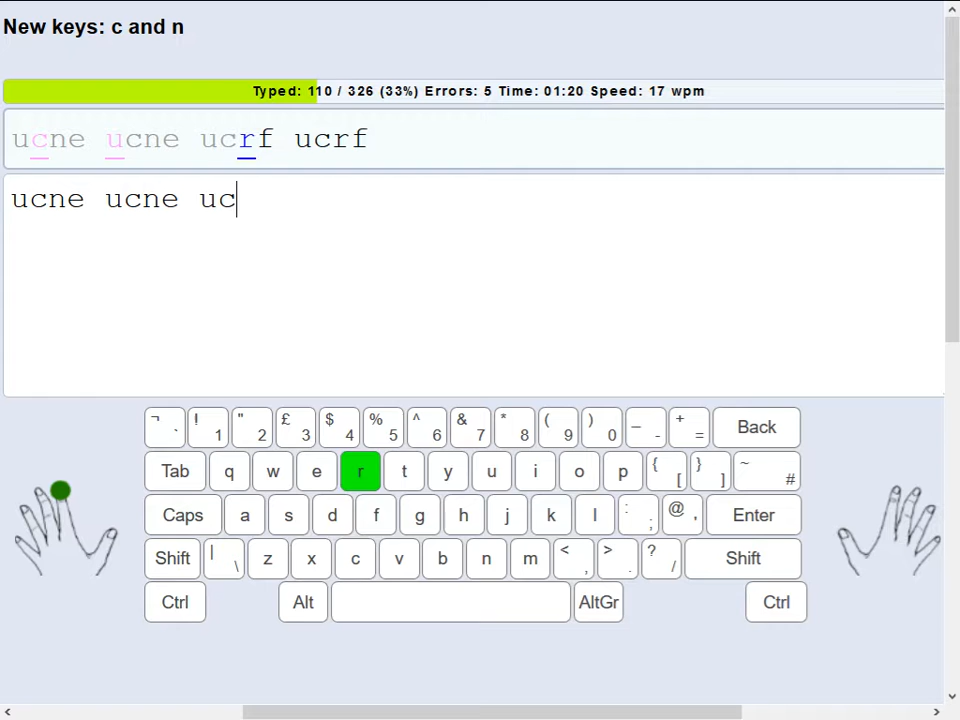 New keys: c and n
Typed: 110 / 326 (33%) Errors: 5 Time: 01:20 Speed: 17 wpm
ucne ucne ucrf ucrf
ucne ucne uc
¬ ` ! 1 " 2 £ 3 $ 4 % 5 ^ 6 & 7 * 8 ( 9 ) 0 _ - + = Back
Tab q w e r t y u i o p { [ } ] ~ #
Caps a s d f g h j k l : ; @ , Enter
Shift | \ z x c v b n m < , > . ? / Shift
Ctrl Alt AltGr Ctrl